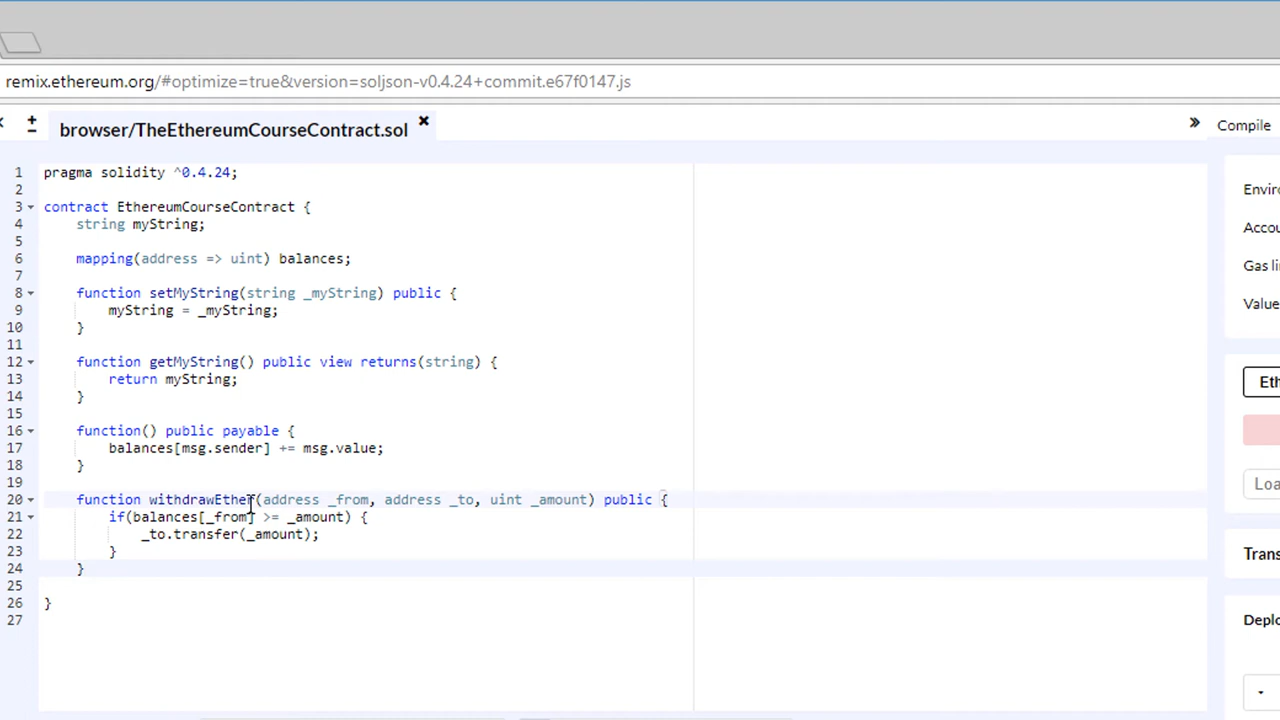 remix.ethereum.org/#optimize=true&version=soljson-v0.4.24+commit.e67f0147.js
browser/TheEthereumCourseContract.sol
Compile
1 pragma solidity ^0.4.24;
2
3 contract EthereumCourseContract {
4 string myString;
5
6 mapping(address => uint) balances;
7
8 function setMyString(string _myString) public {
9 myString = _myString;
10 }
11
12 function getMyString() public view returns(string) {
13 return myString;
14 }
15
16 function() public payable {
17 balances[msg.sender] += msg.value;
18 }
19
20 function withdrawEther(address _from, address _to, uint _amount) public {
21 if(balances[_from] >= _amount) {
22 _to.transfer(_amount);
23 }
24 }
25
26 }
27
Enviro
Accou
Gas li
Value
Eth
Loa
Trans
Deplo